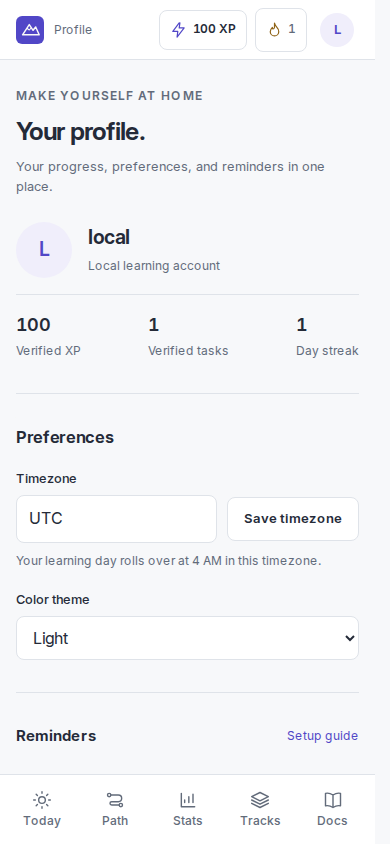 Profile
100 XP
1
L
MAKE YOURSELF AT HOME
Your profile.
Your progress, preferences, and reminders in one
place.
L
local
Local learning account
100
Verified XP
1
Verified tasks
1
Day streak
Preferences
Timezone
UTC
Save timezone
Your learning day rolls over at 4 AM in this timezone.
Color theme
Light
Reminders
Setup guide
Today
Path
Stats
Tracks
Docs